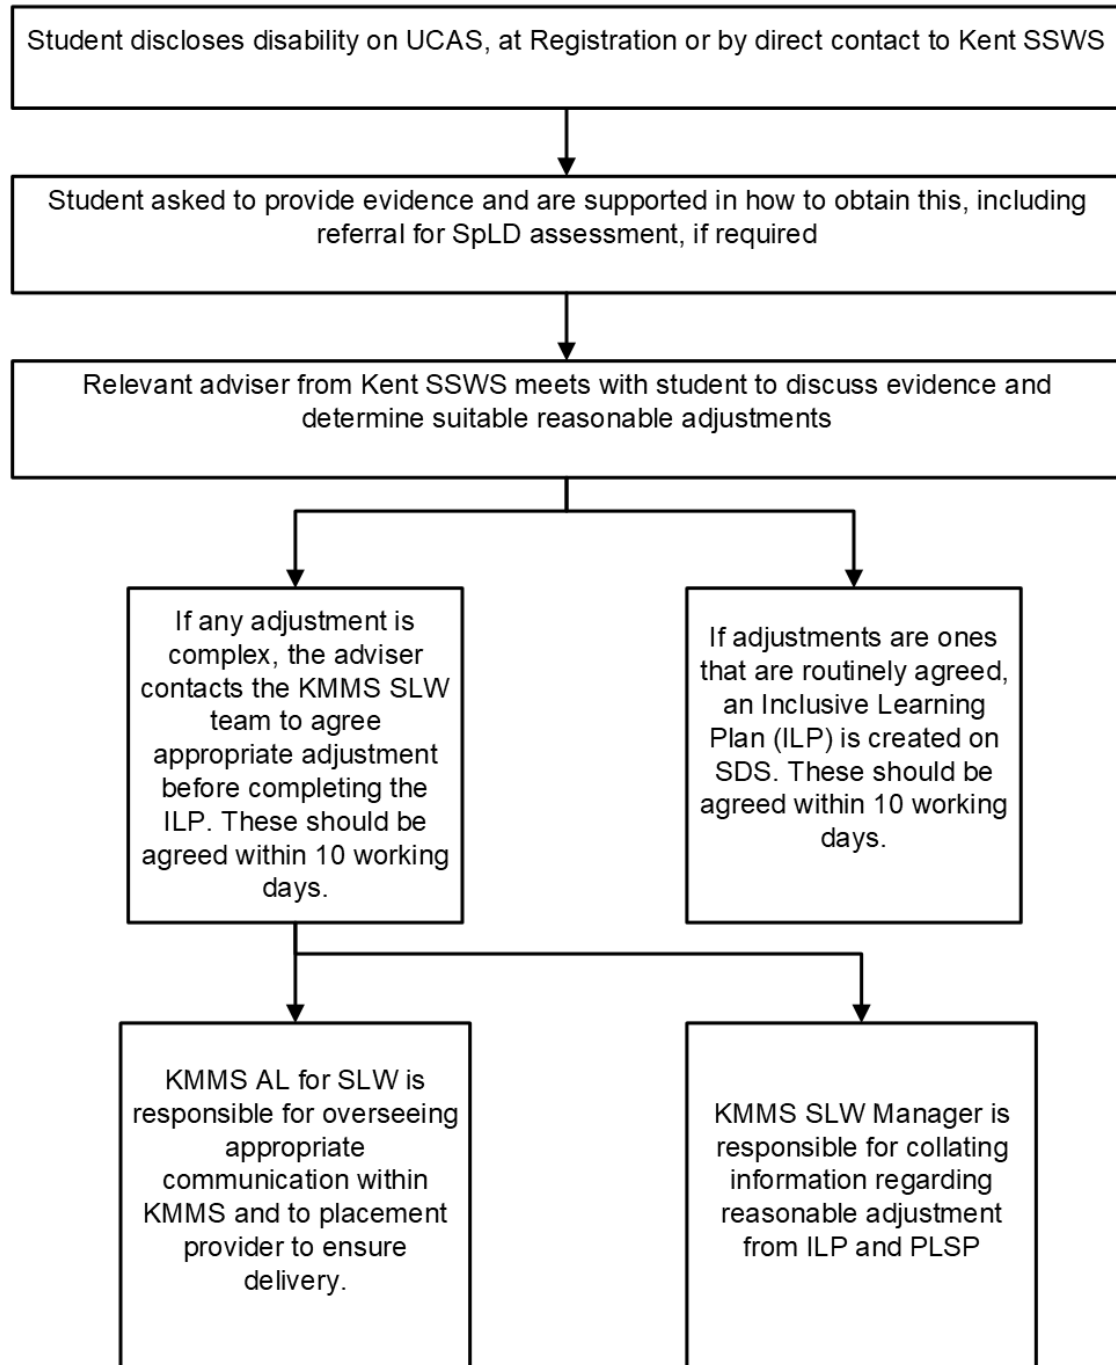 Student discloses disability on UCAS, at Registration or by direct contact to Kent SSWS
Student asked to provide evidence and are supported in how to obtain this, including
referral for SpLD assessment, if required
Relevant adviser from Kent SSWS meets with student to discuss evidence and
determine suitable reasonable adjustments
If any adjustment is
complex, the adviser
contacts the KMMS SLW
team to agree
appropriate adjustment
before completing the
ILP. These should be
agreed within 10 working
days.
If adjustments are ones
that are routinely agreed,
an Inclusive Learning
Plan (ILP) is created on
SDS. These should be
agreed within 10 working
days.
KMMS AL for SLW is
responsible for overseeing
appropriate
communication within
KMMS and to placement
provider to ensure
delivery.
KMMS SLW Manager is
responsible for collating
information regarding
reasonable adjustment
from ILP and PLSP